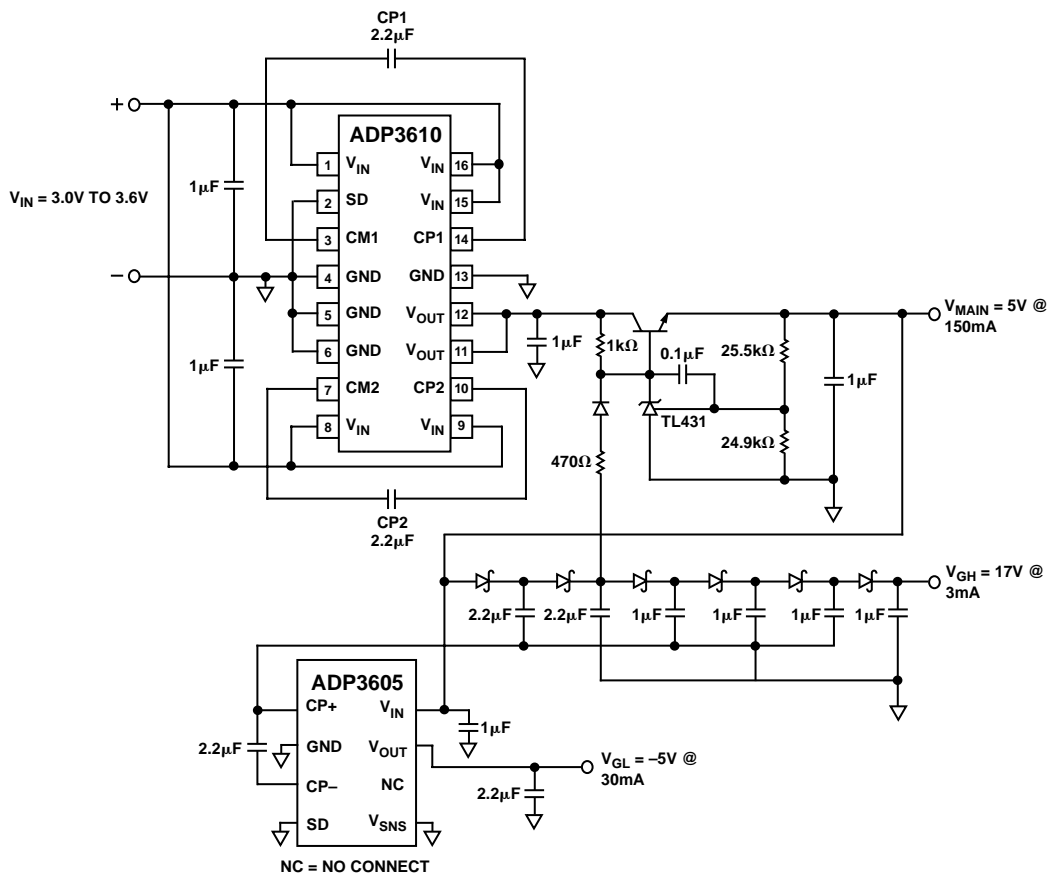 CP1
2.2µF
+
ADP3610
1 VIN VIN 16
1µF
VIN = 3.0V TO 3.6V
2 SD VIN 15
3 CM1 CP1 14
–
4 GND GND 13
5 GND VOUT 12
6 GND VOUT 11
7 CM2 CP2 10
8 VIN VIN 9
1µF
CP2
2.2µF
1µF
1kΩ
0.1µF
TL431
470Ω
25.5kΩ
24.9kΩ
1µF
VMAIN = 5V @
150mA
VGH = 17V @
3mA
2.2µF
2.2µF
1µF
1µF
1µF
1µF
ADP3605
CP+ VIN
GND VOUT
CP– NC
SD VSNS
2.2µF
1µF
VGL = –5V @
30mA
2.2µF
NC = NO CONNECT